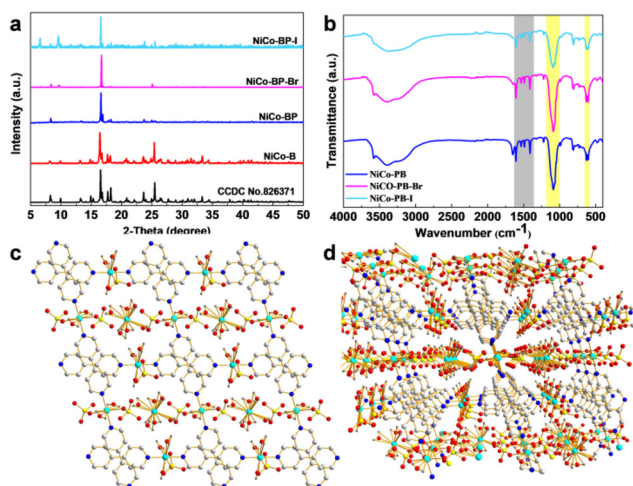 a
NiCo-BP-I
NiCo-BP-Br
NiCo-BP
NiCo-B
CCDC No.826371
Intensity (a.u.)
5 10 15 20 25 30 35 40 45 50
2-Theta (degree)
b
Transmittance (a.u.)
NiCo-PB
NiCO-PB-Br
NiCo-PB-I
4000 3500 3000 2500 2000 1500 1000 500
Wavenumber (cm-1)
c
d